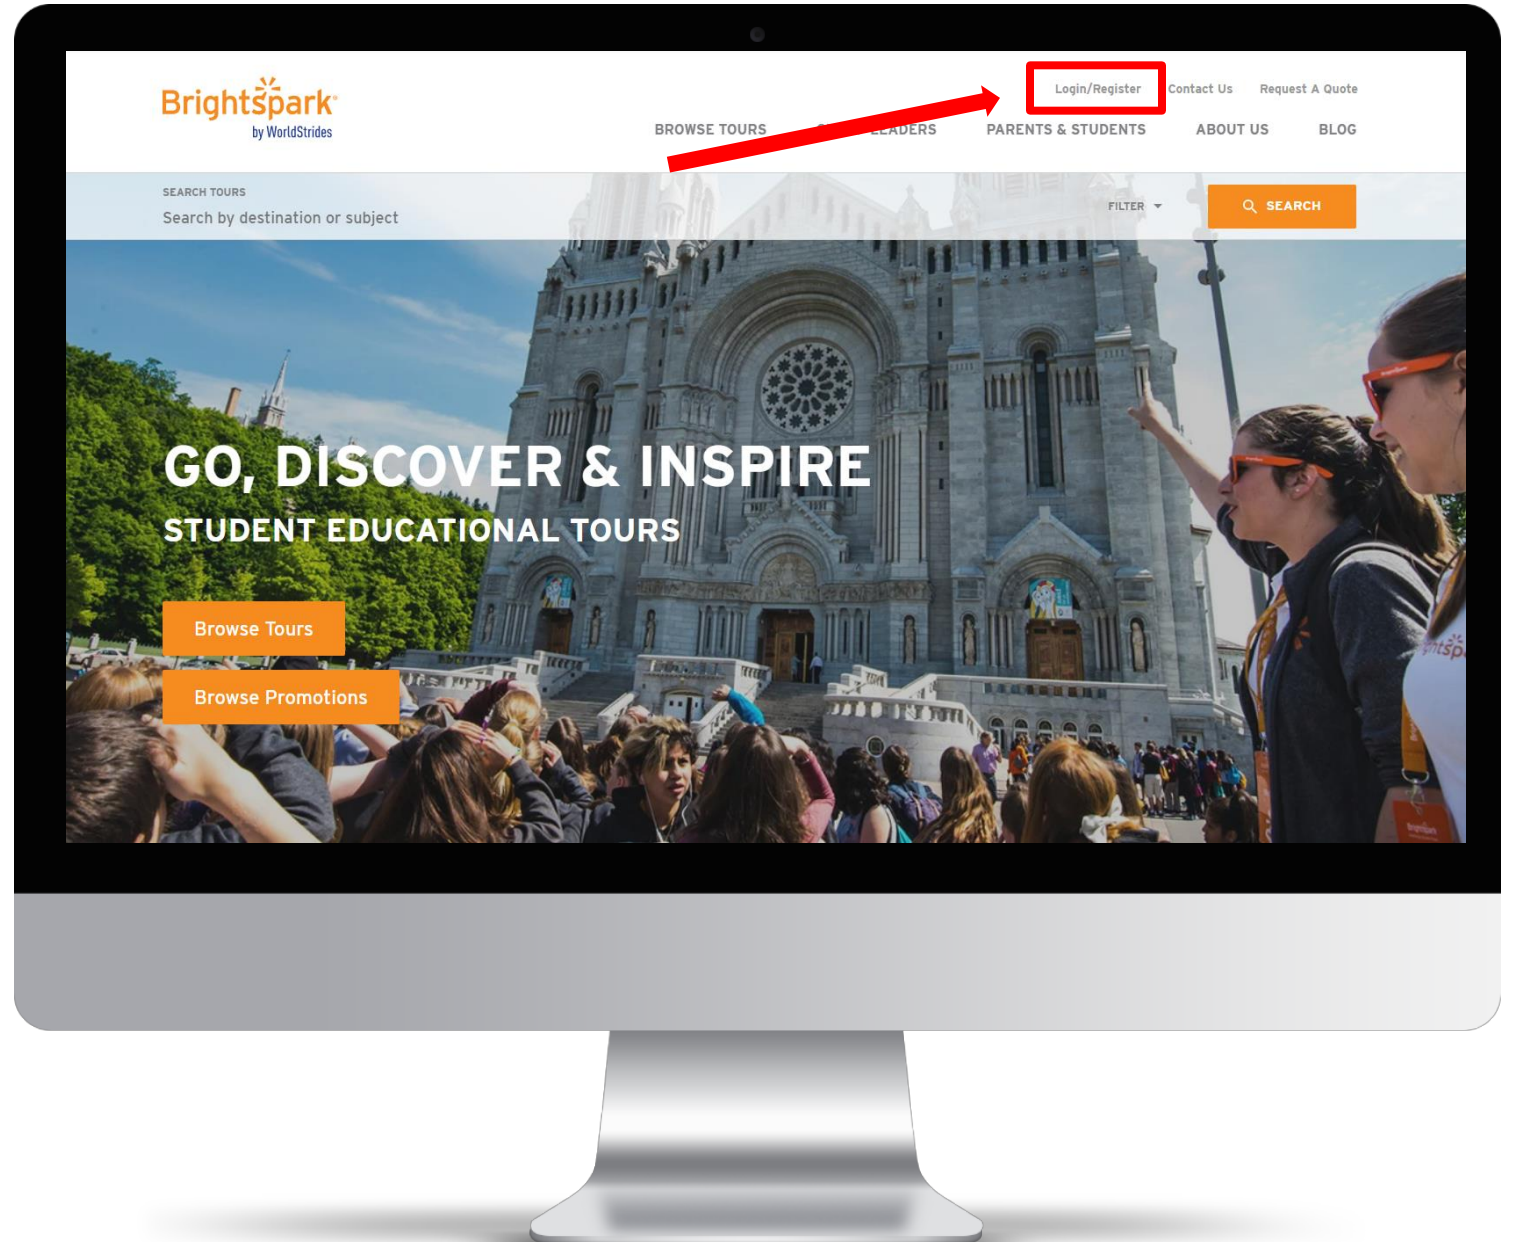 Brightspark
by WorldStrides
Login/Register Contact Us Request A Quote
BROWSE TOURS LEADERS PARENTS & STUDENTS ABOUT US BLOG
SEARCH TOURS
Search by destination or subject
FILTER
SEARCH
GO, DISCOVER & INSPIRE
STUDENT EDUCATIONAL TOURS
Browse Tours
Browse Promotions